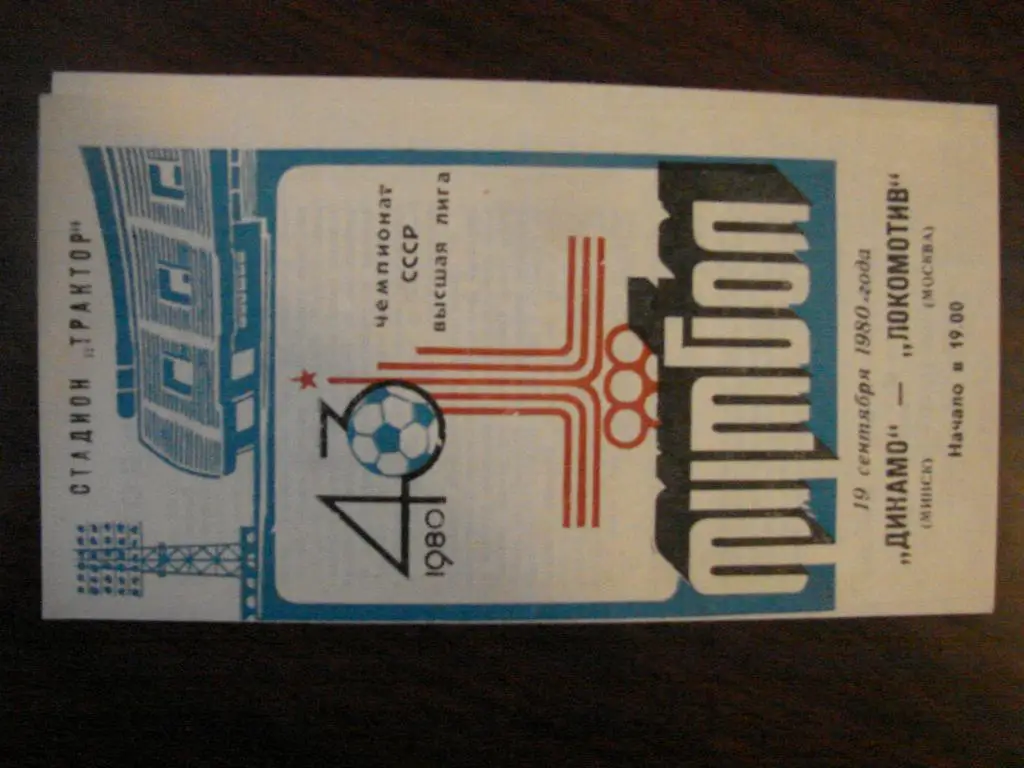 СТАДИОН „ТРАКТОР“
чемпионат
СССР
высшая лига
43
1980
футбол
19 сентября 1980 года
„ДИНАМО“ — „ЛОКОМОТИВ“
(МИНСК) (МОСКВА)
Начало в 19.00